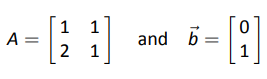 A = [1 1; 2 1] and b⃗ = [0; 1]